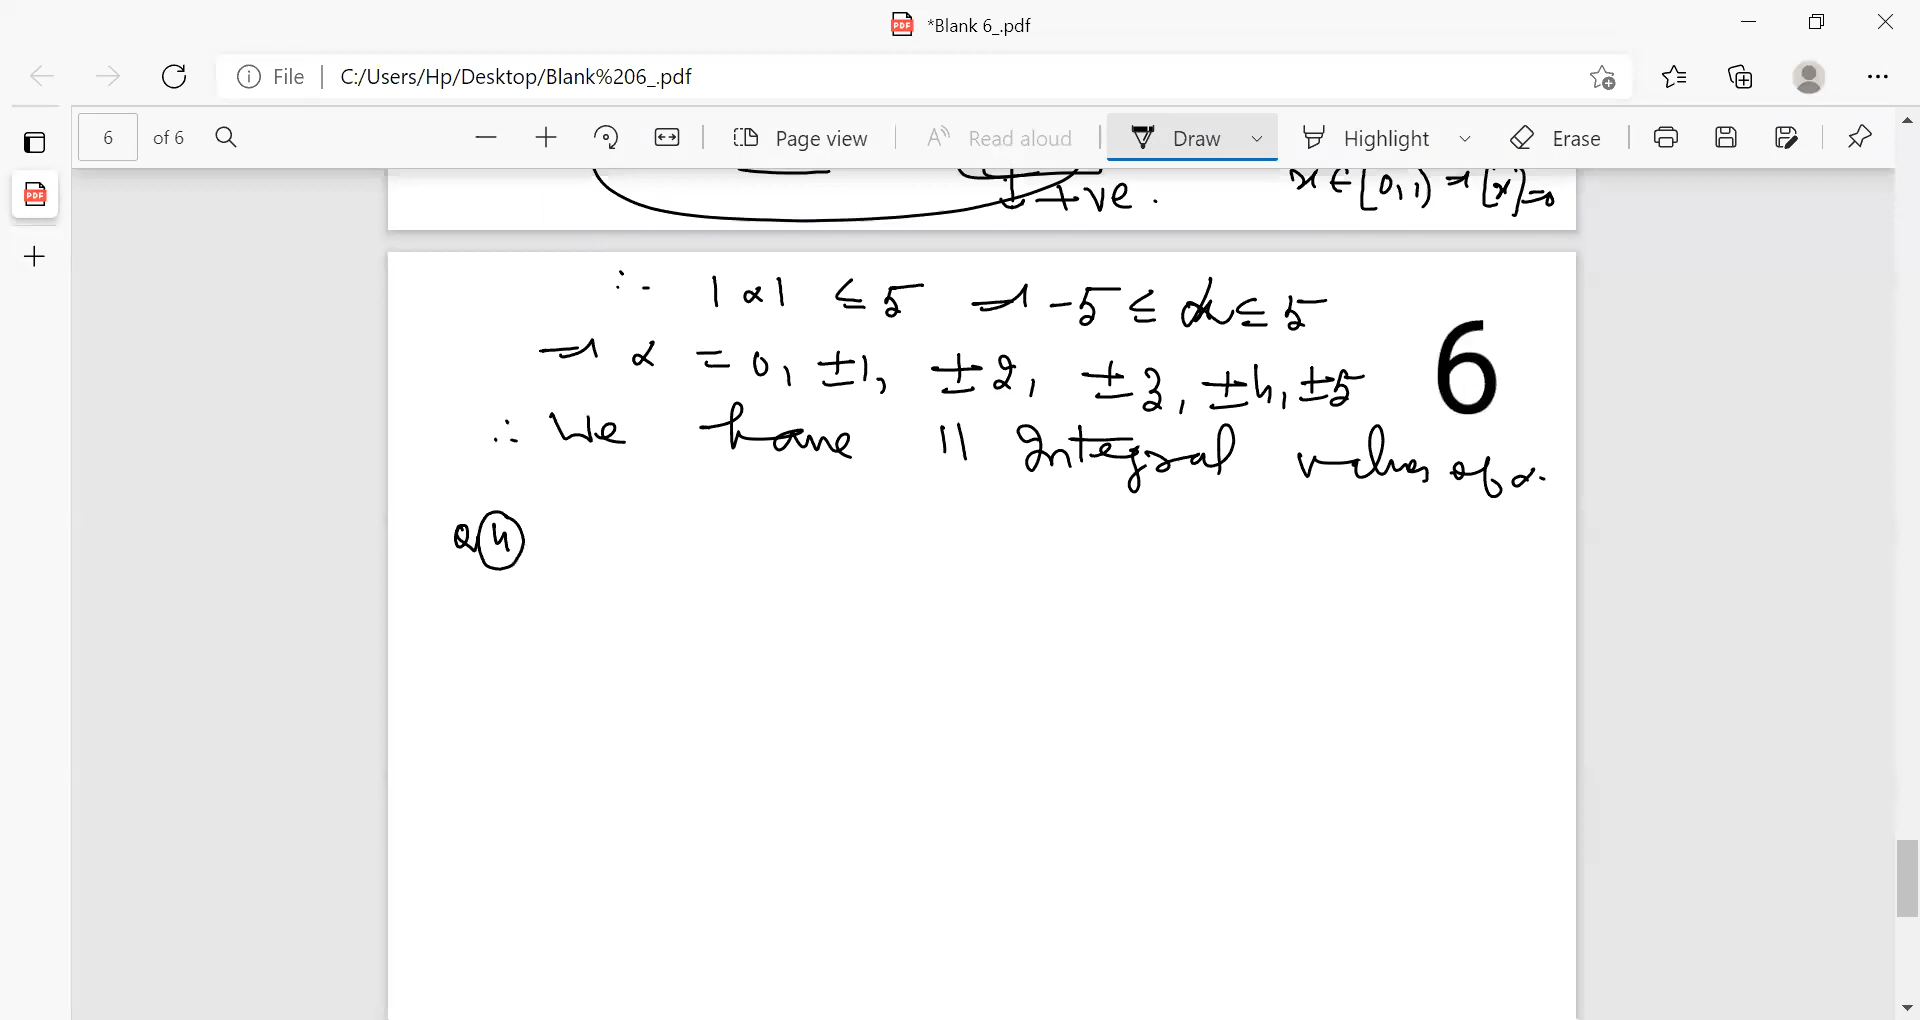 *Blank 6_.pdf
File | C:/Users/Hp/Desktop/Blank%206_.pdf
6 of 6 Page view Read aloud Draw Highlight Erase
+ve . x ∈ [0,1) ⇒ [x]=0
∴ |α| ≤ 5 ⇒ -5 ≤ α ≤ 5
⇒ α = 0, ±1, ±2, ±3, ±4, ±5
6
∴ We have 11 Integral values of α.
Q4